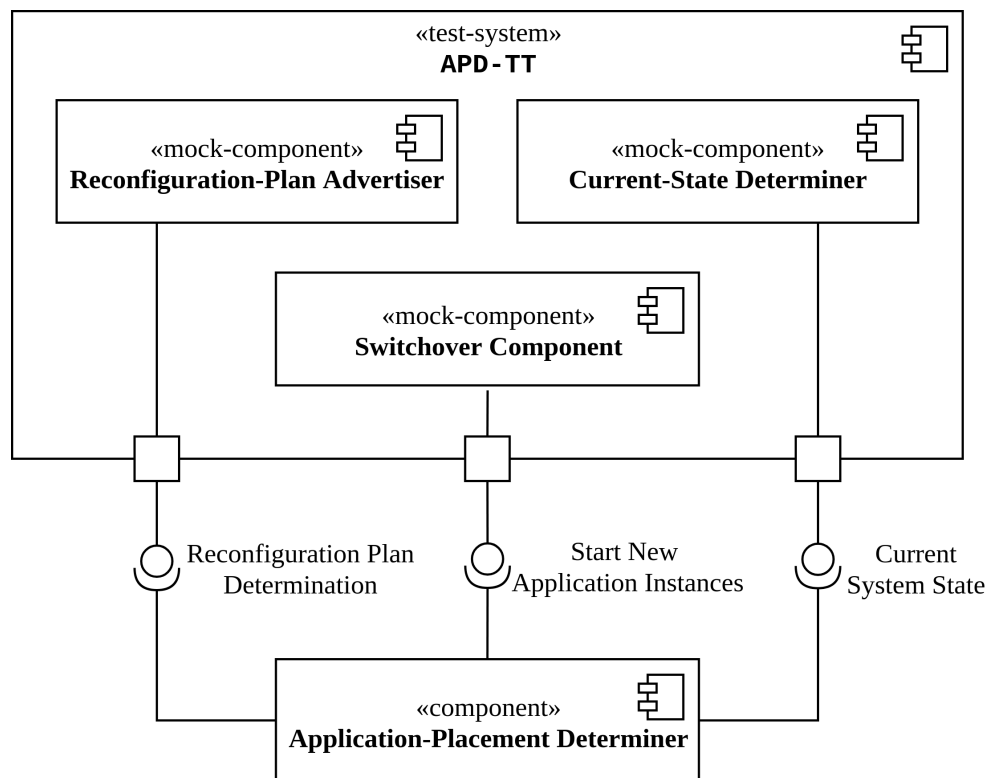 «test-system»
APD-TT
«mock-component»
Reconfiguration-Plan Advertiser
«mock-component»
Current-State Determiner
«mock-component»
Switchover Component
Reconfiguration Plan
Determination
Start New
Application Instances
Current
System State
«component»
Application-Placement Determiner